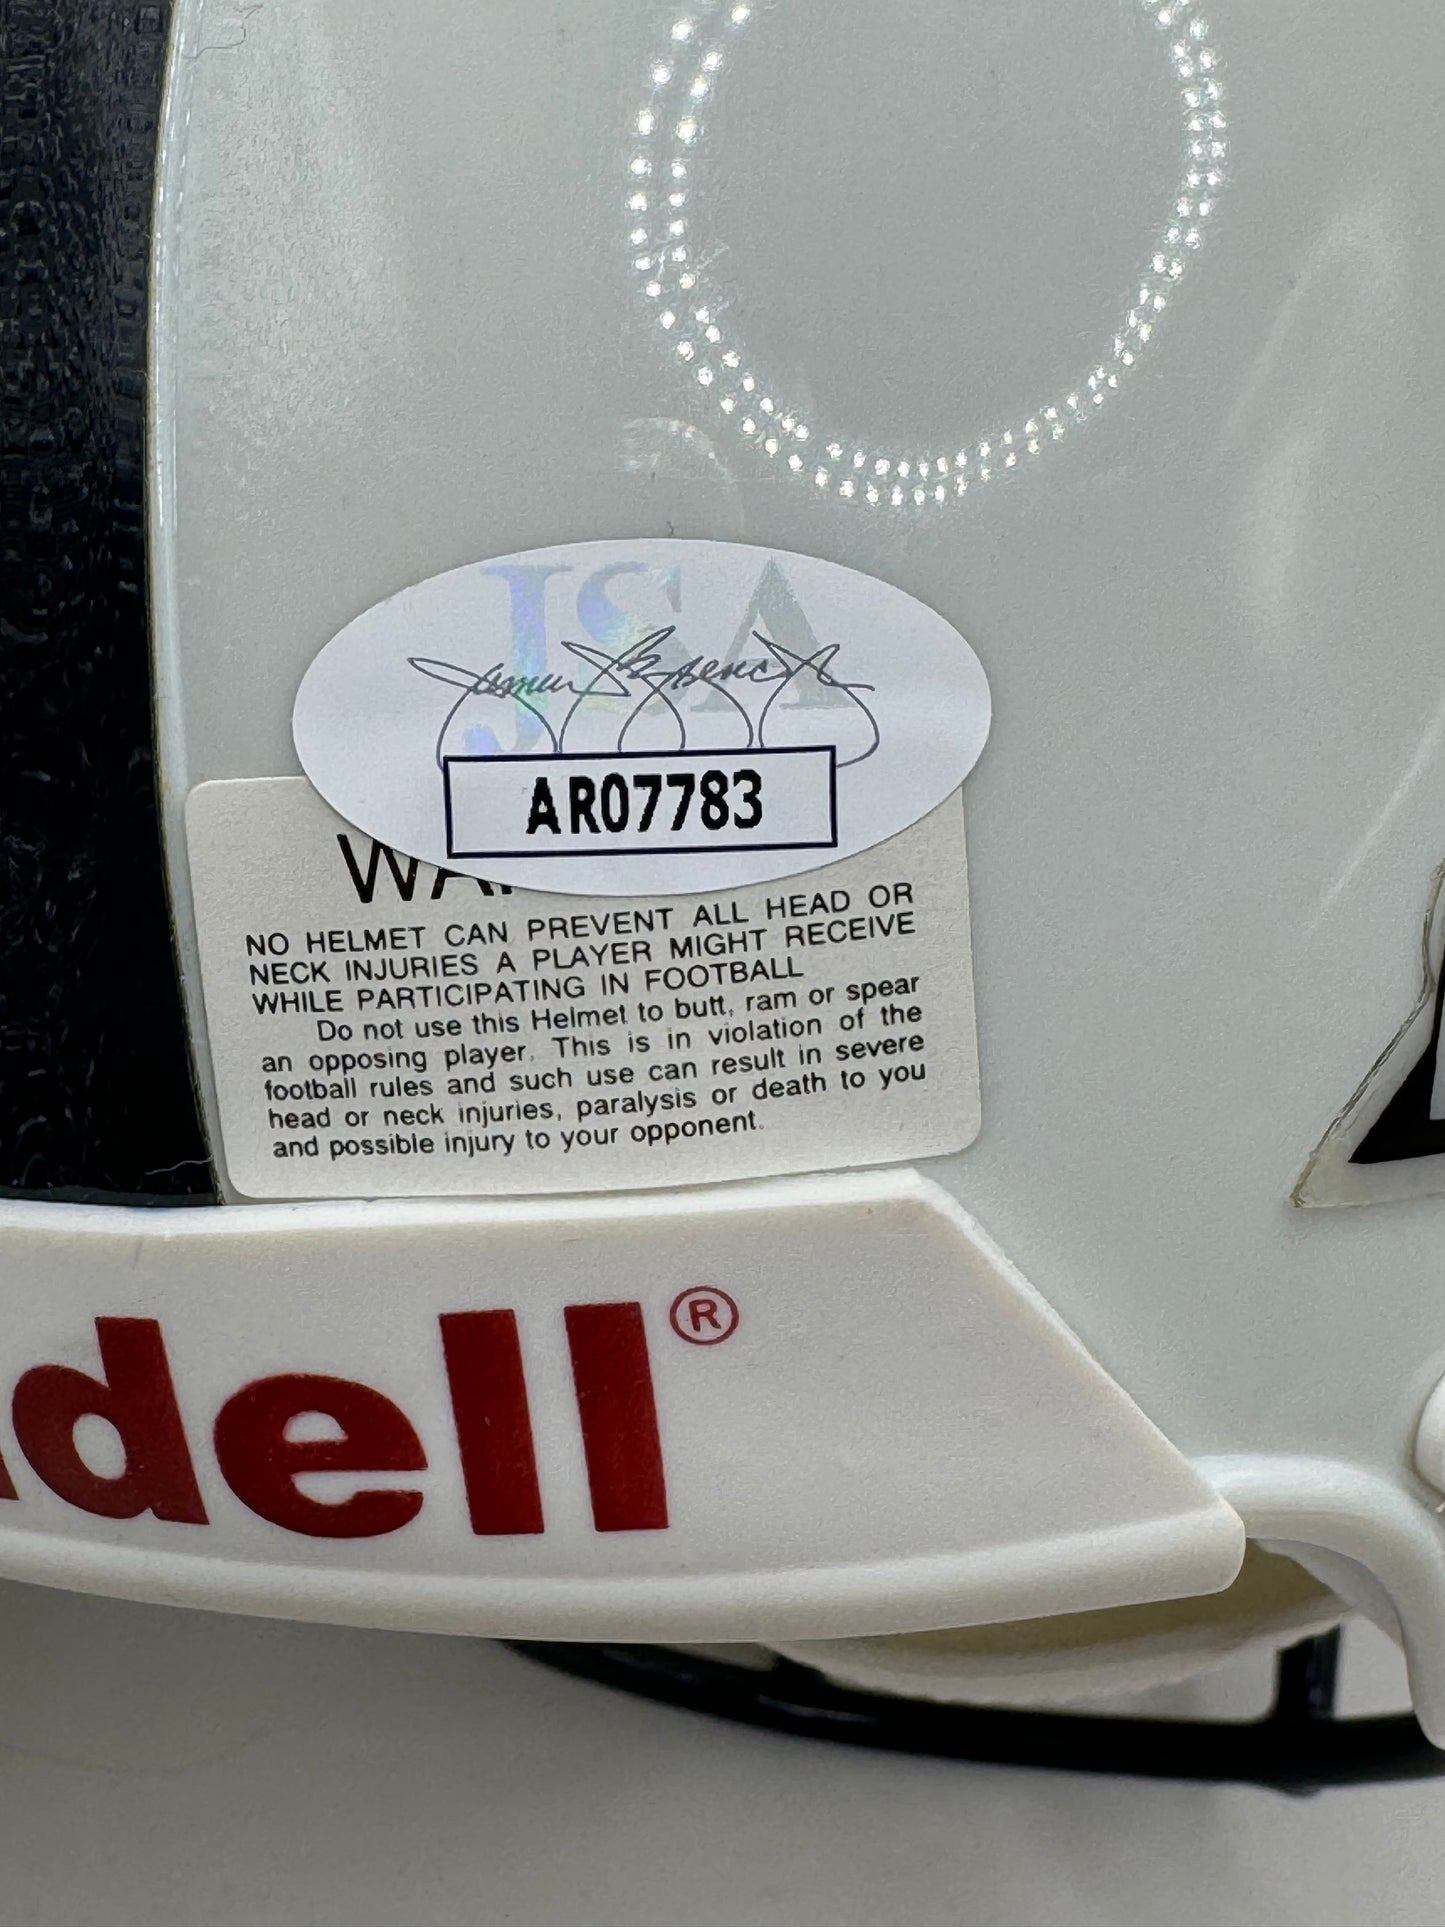 JSA
AR07783
NO HELMET CAN PREVENT ALL HEAD OR
NECK INJURIES A PLAYER MIGHT RECEIVE
WHILE PARTICIPATING IN FOOTBALL
Do not use this Helmet to butt, ram or spear
an opposing player. This is in violation of the
football rules and such use can result in severe
head or neck injuries, paralysis or death to you
and possible injury to your opponent.
dell®